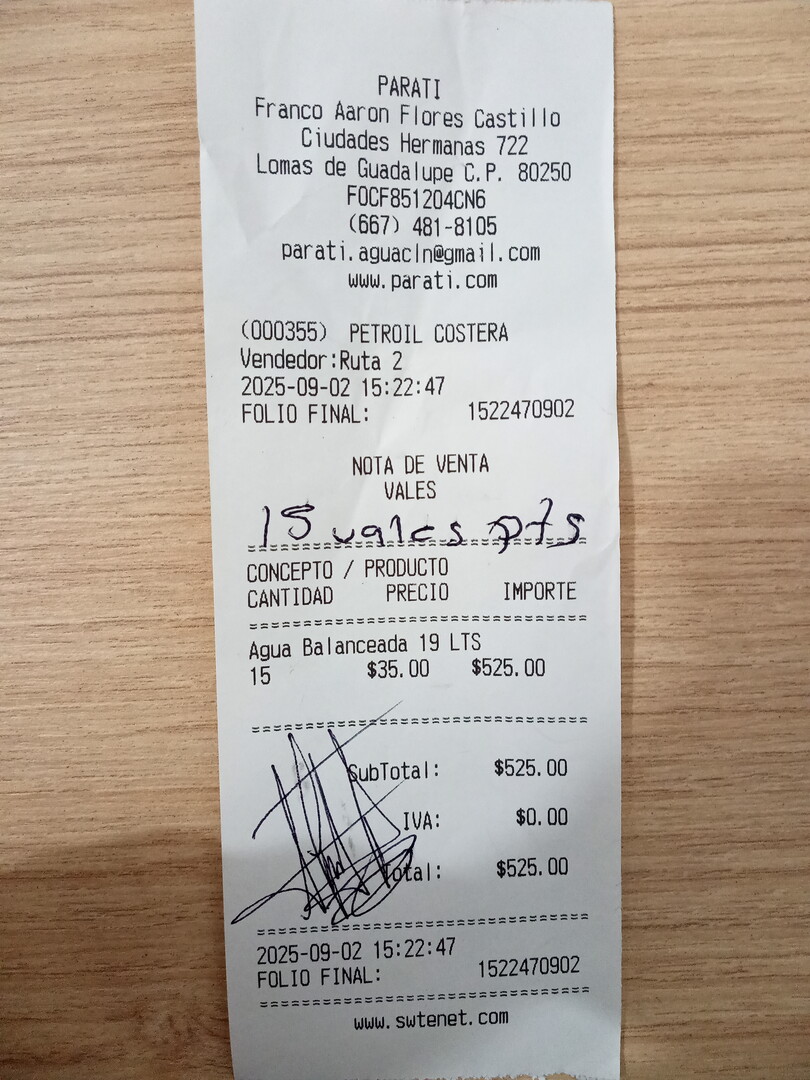 PARATI
Franco Aaron Flores Castillo
Ciudades Hermanas 722
Lomas de Guadalupe C.P. 80250
FOCF851204CN6
(667) 481-8105
parati.aguacln@gmail.com
www.parati.com
(000355) PETROIL COSTERA
Vendedor:Ruta 2
2025-09-02 15:22:47
FOLIO FINAL: 1522470902
NOTA DE VENTA
VALES
15 vales pts
CONCEPTO / PRODUCTO
CANTIDAD PRECIO IMPORTE
Agua Balanceada 19 LTS
15 $35.00 $525.00
SubTotal: $525.00
IVA: $0.00
Total: $525.00
2025-09-02 15:22:47
FOLIO FINAL: 1522470902
www.swtenet.com